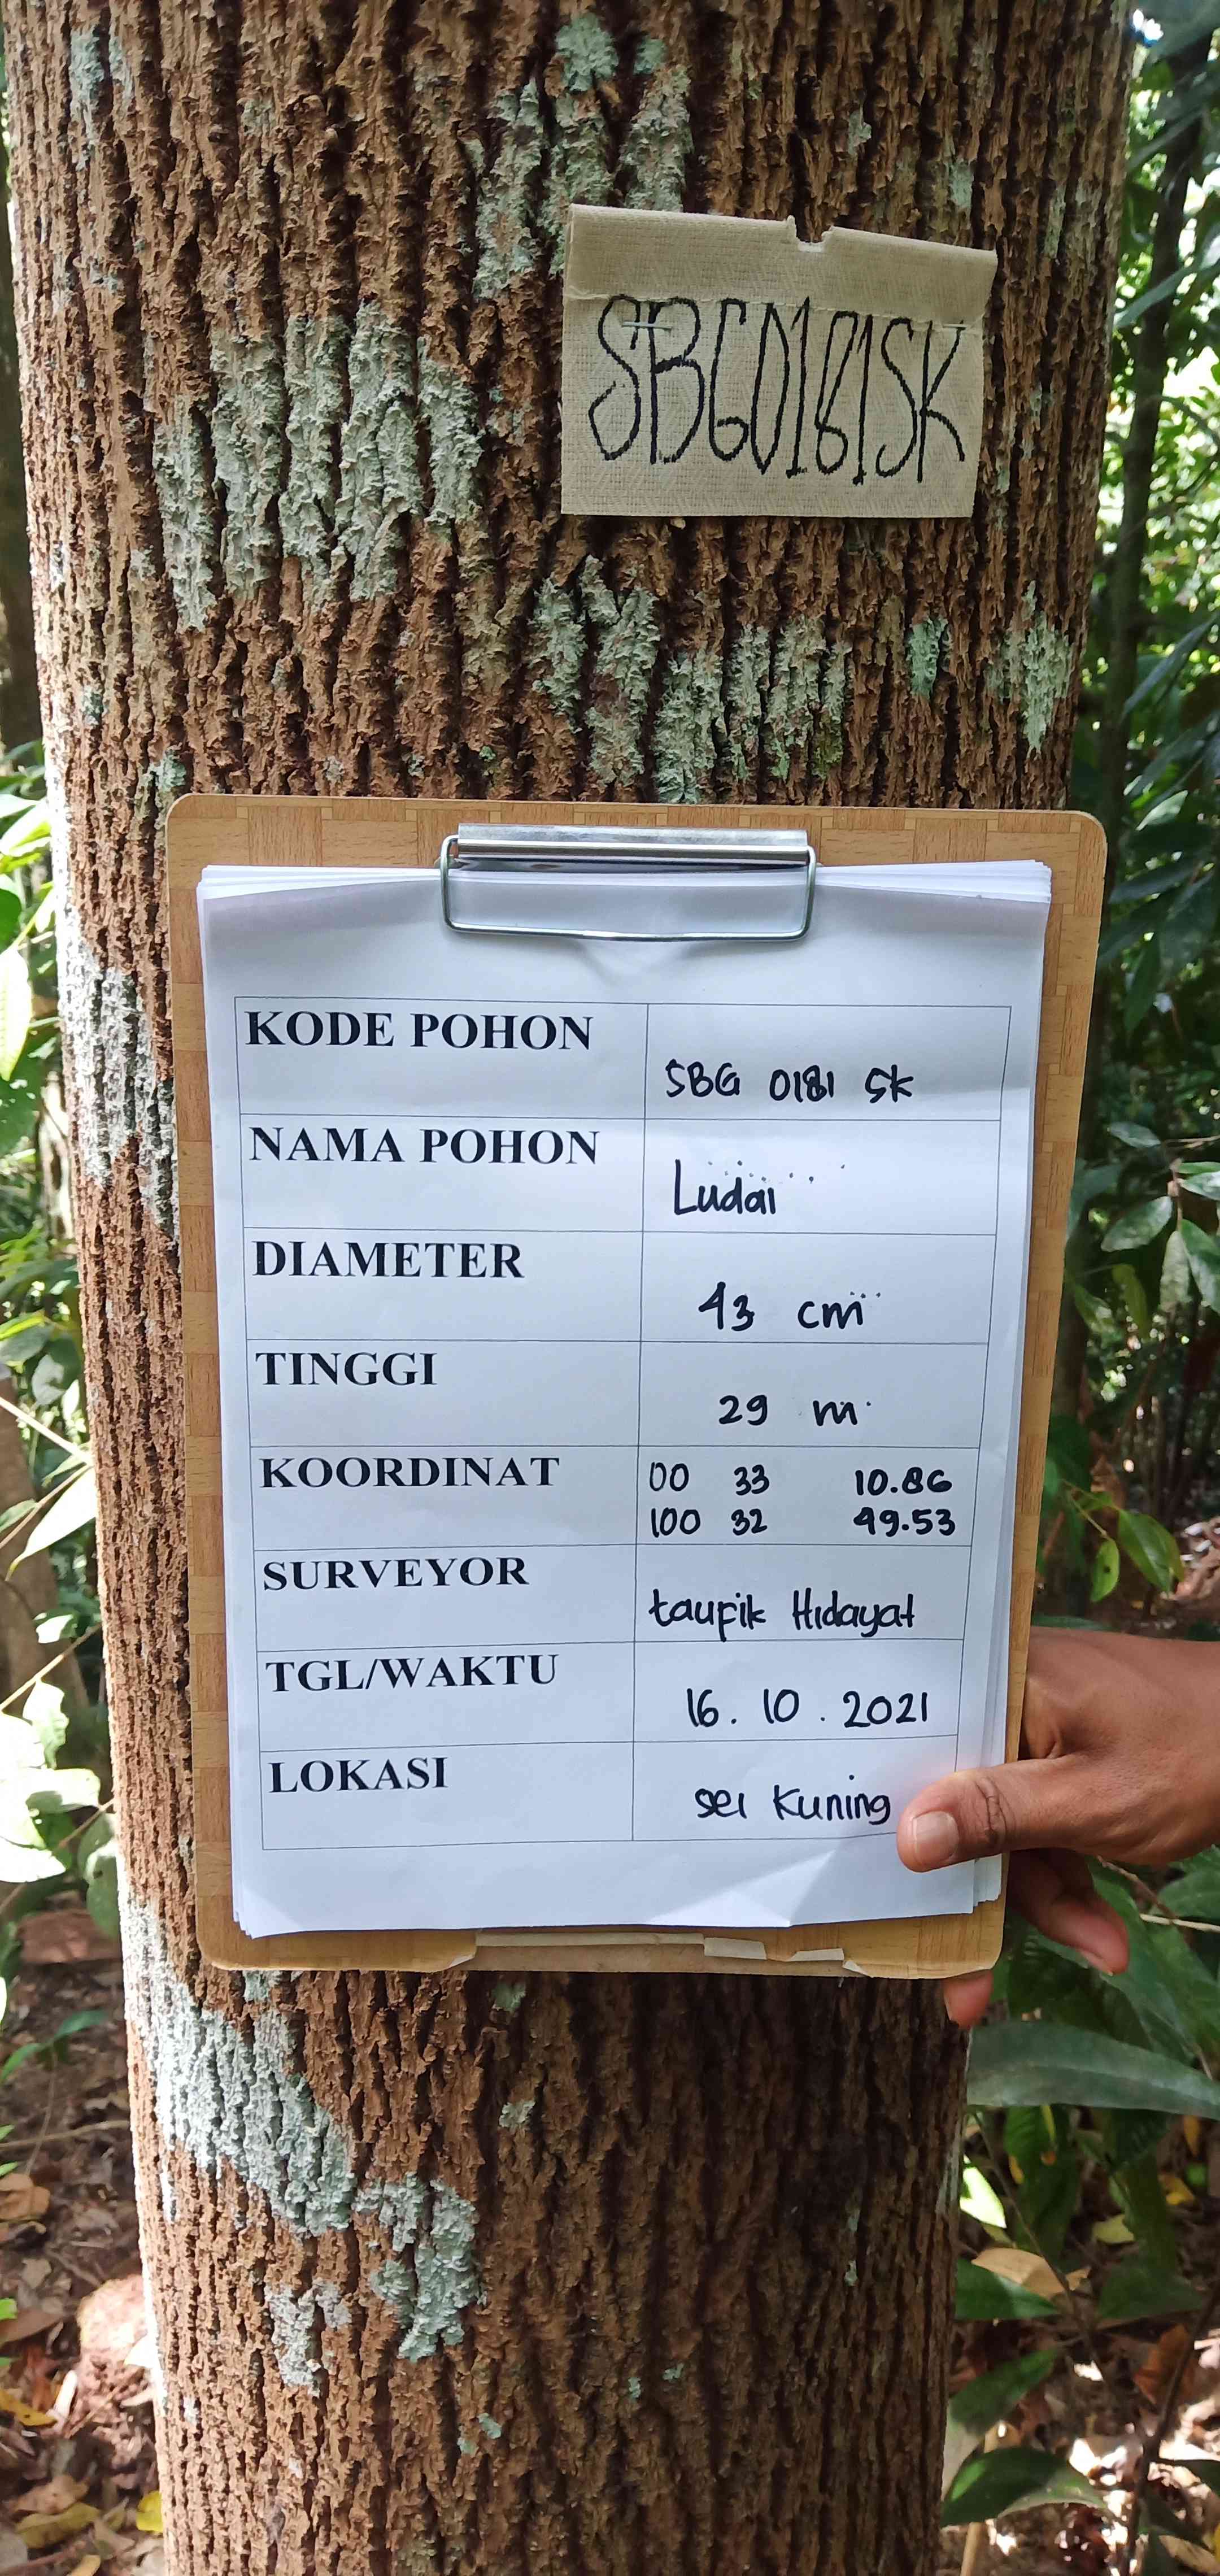 SBG0181SK
KODE POHON SBG 0181 SK
NAMA POHON Ludai
DIAMETER 43 cm
TINGGI 29 m
KOORDINAT 00 33 10.86
100 32 49.53
SURVEYOR taufik Hidayat
TGL/WAKTU 16. 10. 2021
LOKASI sei Kuning